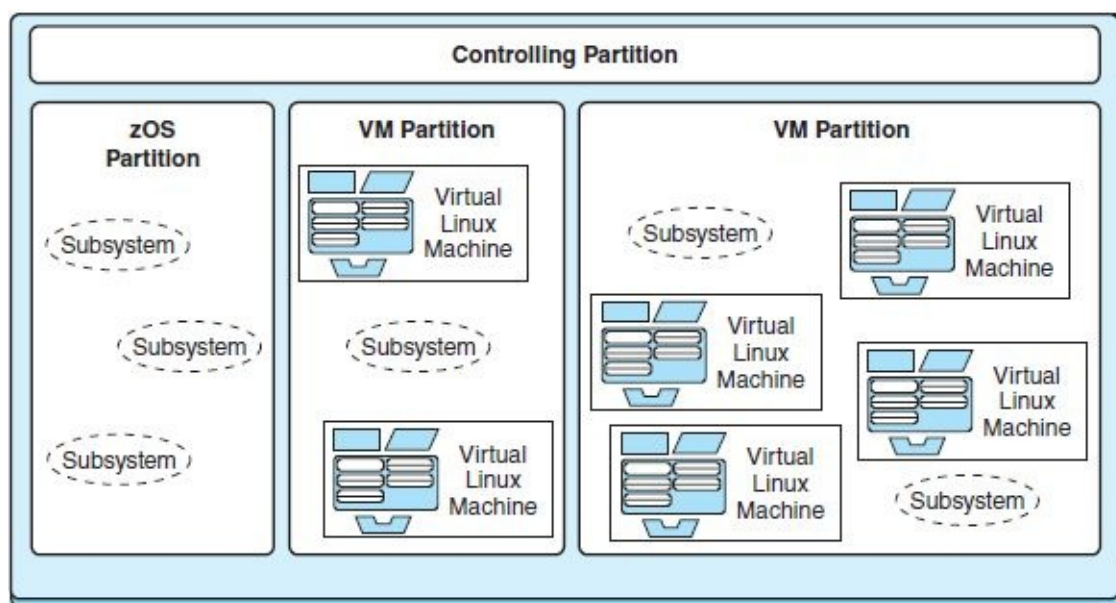 Controlling Partition
zOS
Partition
Subsystem
Subsystem
Subsystem
VM Partition
Virtual
Linux
Machine
Subsystem
Virtual
Linux
Machine
VM Partition
Subsystem
Virtual
Linux
Machine
Virtual
Linux
Machine
Virtual
Linux
Machine
Virtual
Linux
Machine
Subsystem